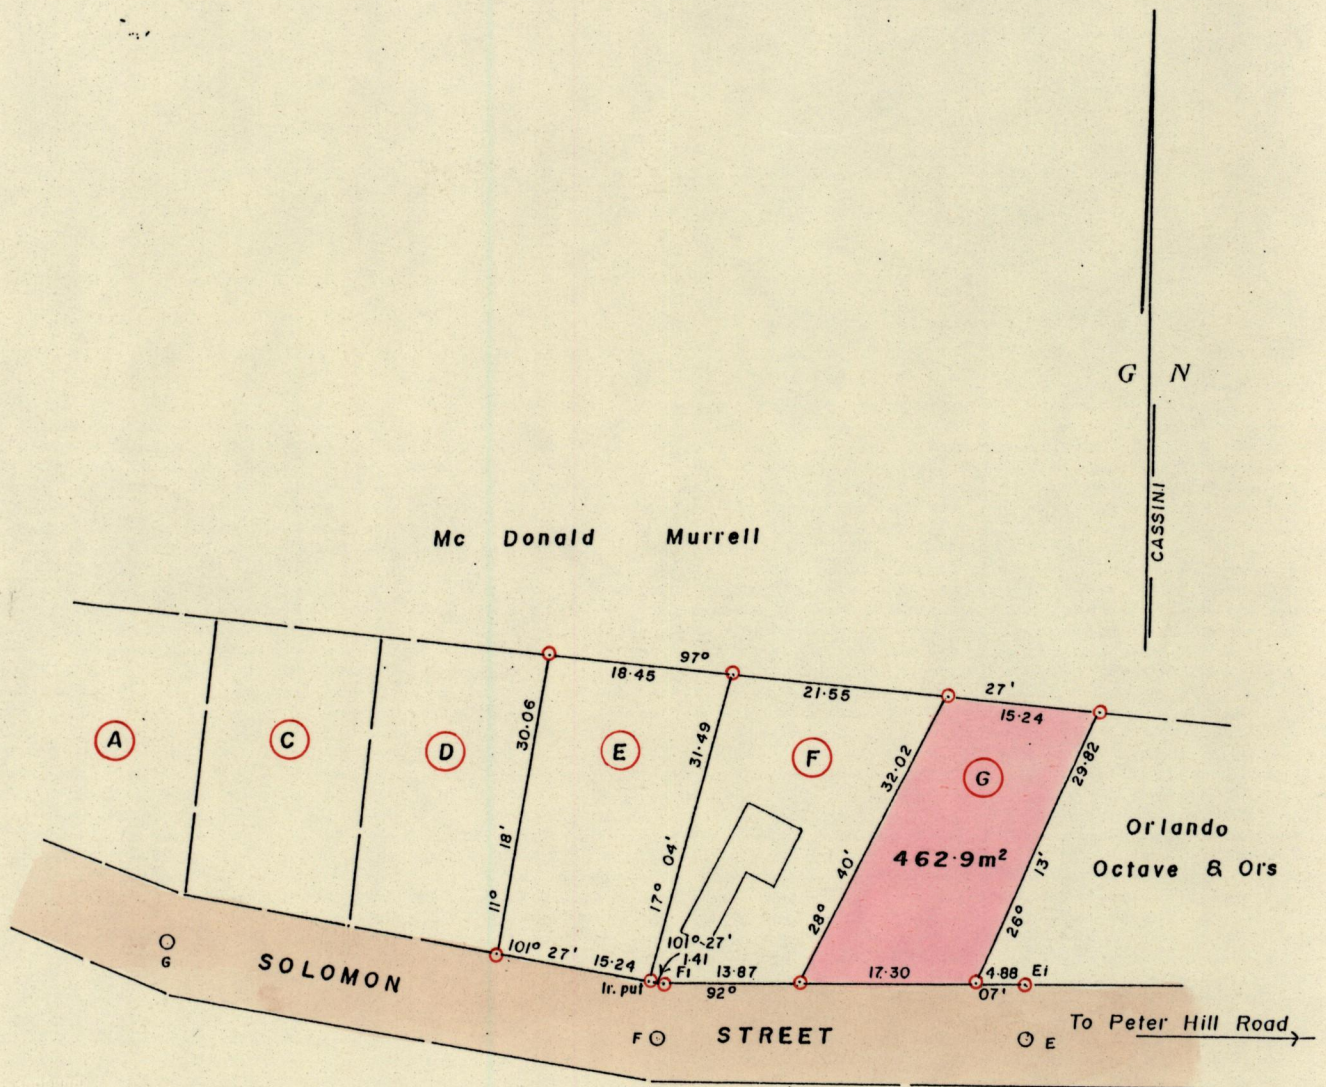 G N
CASSINI
Mc Donald Murrell
97° 27'
18·45
21·55
15·24
A
C
D
E
F
G
30·06
18'
11°
31·49
04'
17°
32·02
40'
28°
29·82
13'
26°
462·9m²
Orlando
Octave & Ors
101° 27' 15·24
101°-27'
1·41
Ir. put
F1
13·87
17·30
4·88
Ei
92° 07'
G
SOLOMON STREET
F
E
To Peter Hill Road